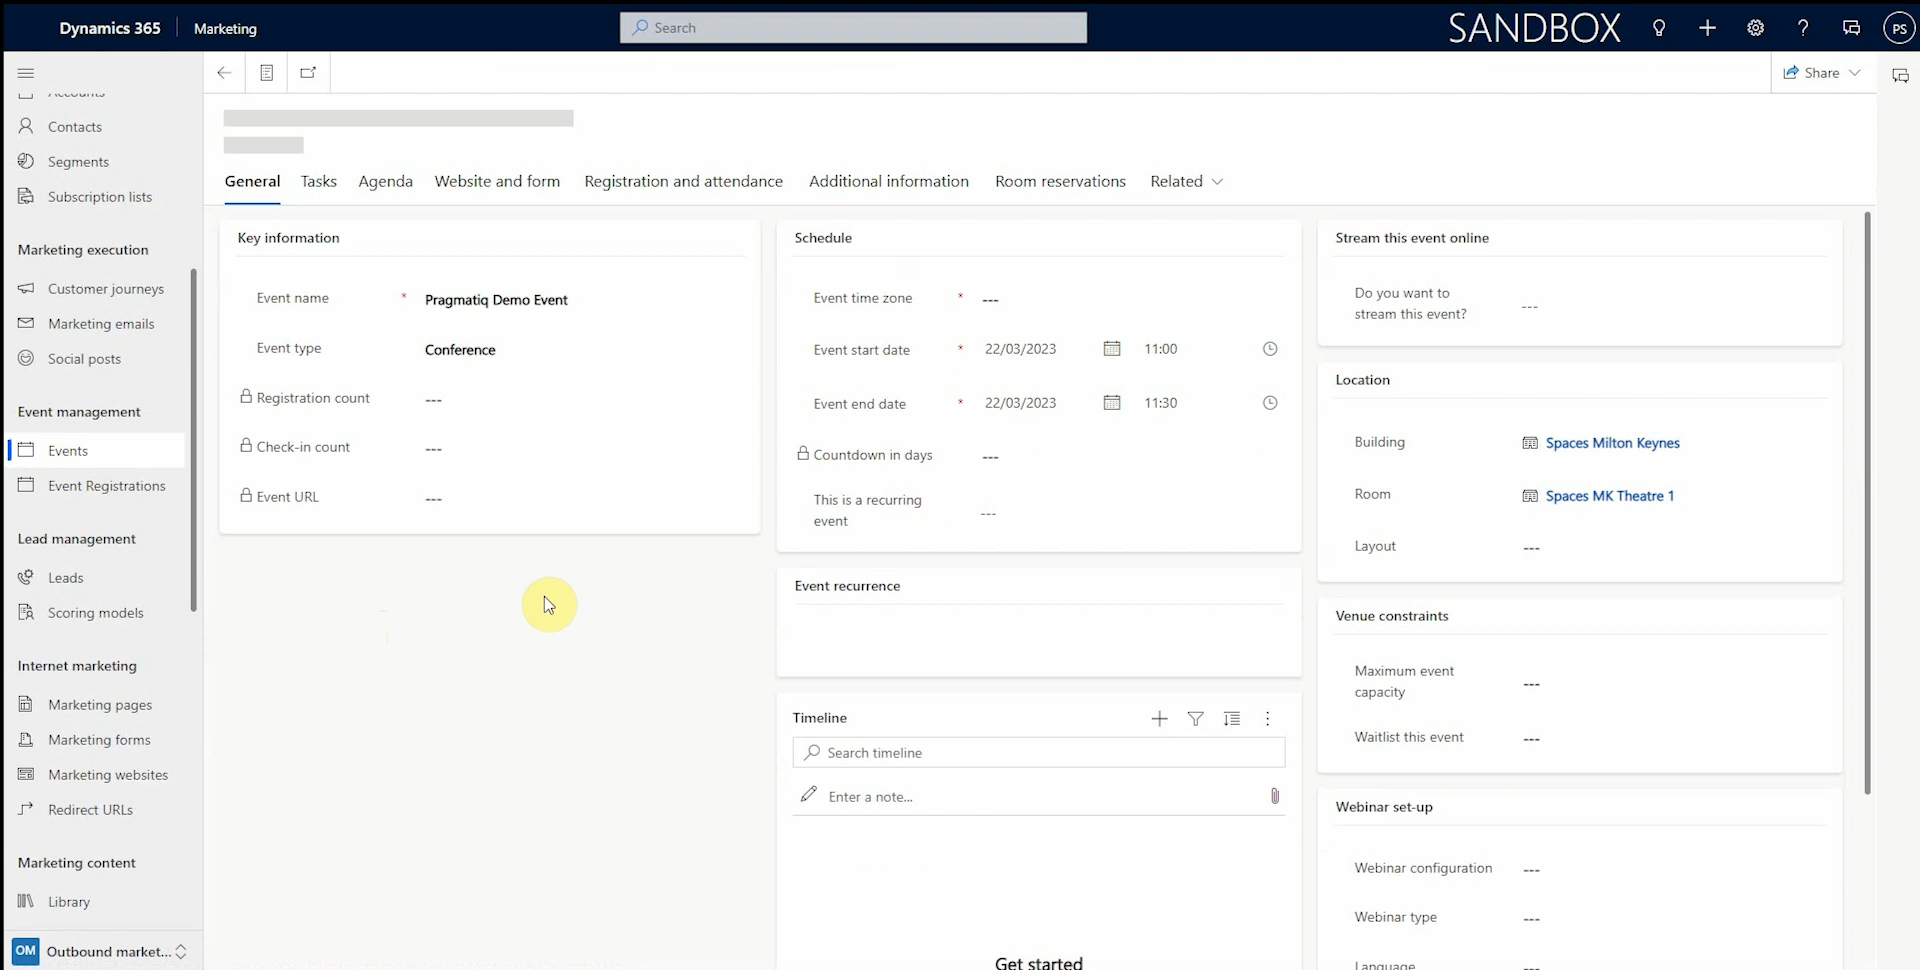 Dynamics 365
Marketing
Search
SANDBOX
PS
Share
Accounts
Contacts
Segments
Subscription lists
Marketing execution
Customer journeys
Marketing emails
Social posts
Event management
Events
Event Registrations
Lead management
Leads
Scoring models
Internet marketing
Marketing pages
Marketing forms
Marketing websites
Redirect URLs
Marketing content
Library
OM Outbound market...
General Tasks Agenda Website and form Registration and attendance Additional information Room reservations Related
Key information
Event name * Pragmatiq Demo Event
Event type Conference
Registration count ---
Check-in count ---
Event URL ---
Schedule
Event time zone * ---
Event start date * 22/03/2023 11:00
Event end date * 22/03/2023 11:30
Countdown in days ---
This is a recurring
event ---
Event recurrence
Timeline
Search timeline
Enter a note...
Get started
Stream this event online
Do you want to
stream this event? ---
Location
Building Spaces Milton Keynes
Room Spaces MK Theatre 1
Layout ---
Venue constraints
Maximum event
capacity ---
Waitlist this event ---
Webinar set-up
Webinar configuration ---
Webinar type ---
Language ---